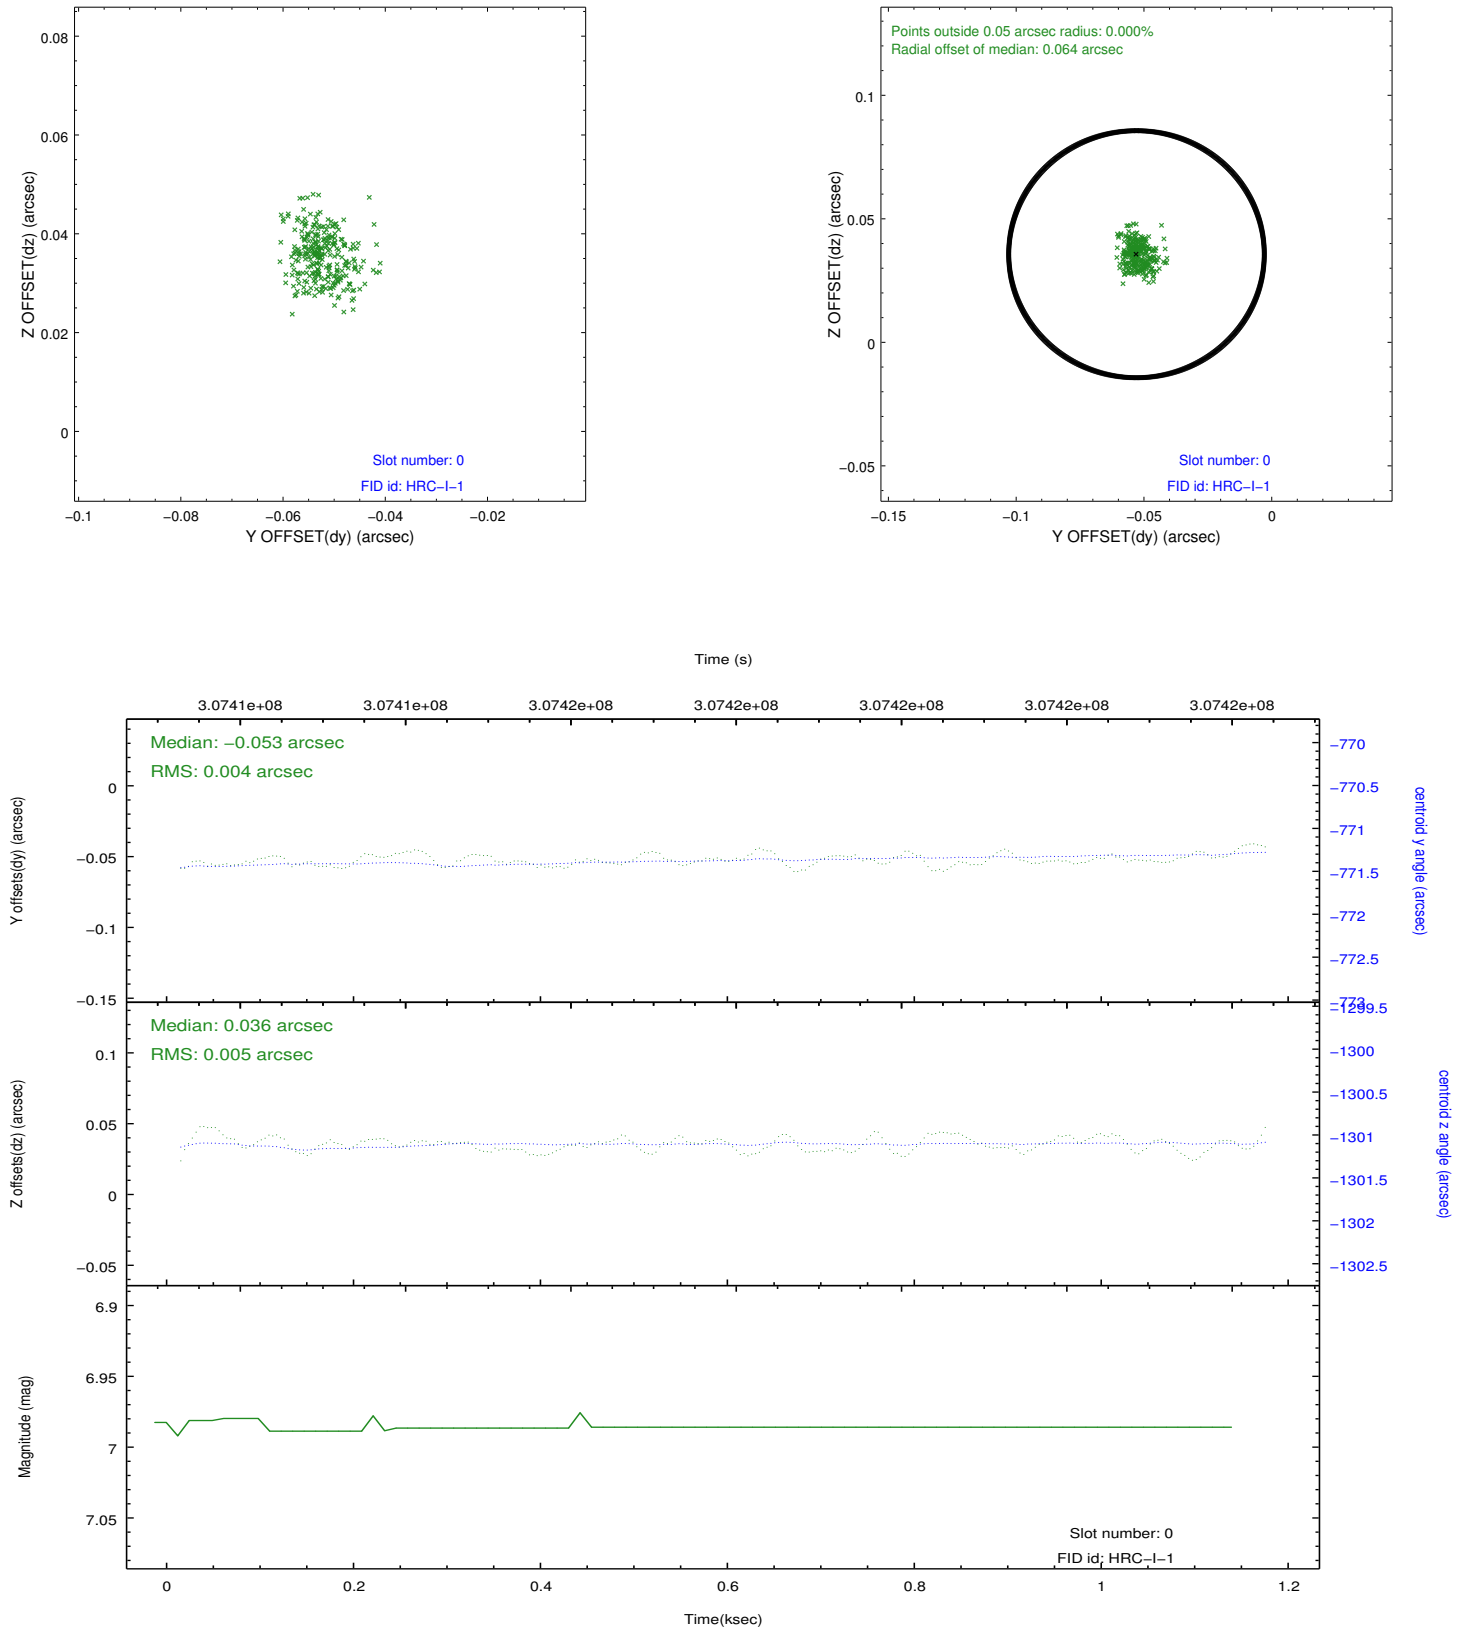 0.08
0.06
0.04
0.02
0
Z OFFSET(dz) (arcsec)
Slot number: 0
FID id: HRC−I−1
−0.1
−0.08
−0.06
−0.04
−0.02
Y OFFSET(dy) (arcsec)
Points outside 0.05 arcsec radius: 0.000%
Radial offset of median: 0.064 arcsec
0.1
0.05
0
−0.05
Z OFFSET(dz) (arcsec)
Slot number: 0
FID id: HRC−I−1
−0.15
−0.1
−0.05
0
Y OFFSET(dy) (arcsec)
Time (s)
3.0741e+08
3.0741e+08
3.0742e+08
3.0742e+08
3.0742e+08
3.0742e+08
3.0742e+08
Median: −0.053 arcsec
RMS: 0.004 arcsec
0
−0.05
−0.1
−0.15
Y offsets(dy) (arcsec)
−770
−770.5
−771
−771.5
−772
−772.5
−773
centroid y angle (arcsec)
Median: 0.036 arcsec
RMS: 0.005 arcsec
0.1
0.05
0
−0.05
Z offsets(dz) (arcsec)
−1299.5
−1300
−1300.5
−1301
−1301.5
−1302
−1302.5
centroid z angle (arcsec)
6.9
6.95
7
7.05
Magnitude (mag)
Slot number: 0
FID id: HRC−I−1
0
0.2
0.4
0.6
0.8
1
1.2
Time(ksec)